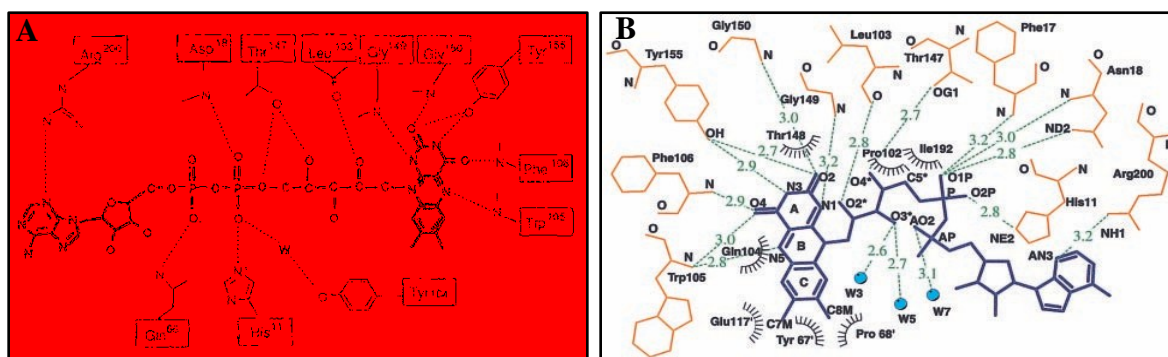 A
Arg200
Asp18
Thr147
Leu103
Gly149
Gly150
Tyr155
Phe106
Trp105
Tyr104
Gln66
His11
W
B
Gly150
Leu103
Thr147
Phe17
Asn18
Tyr155
Gly149
OG1
ND2
Thr148
Pro102
Ile192
Arg200
Phe106
OH
O2
C5*
O1P
O4*
P
O2P
N3
N1
O2*
O4
A
O3*
AO2
His11
NE2
NH1
AP
AN3
Gln104
N5
B
C
Trp105
W3
W5
W7
Glu117'
C7M
C8M
Tyr 67'
Pro 68'
3.0
2.7
2.9
3.2
2.8
2.7
3.2
3.0
2.8
2.9
3.0
2.8
2.6
2.7
3.1
2.8
3.2